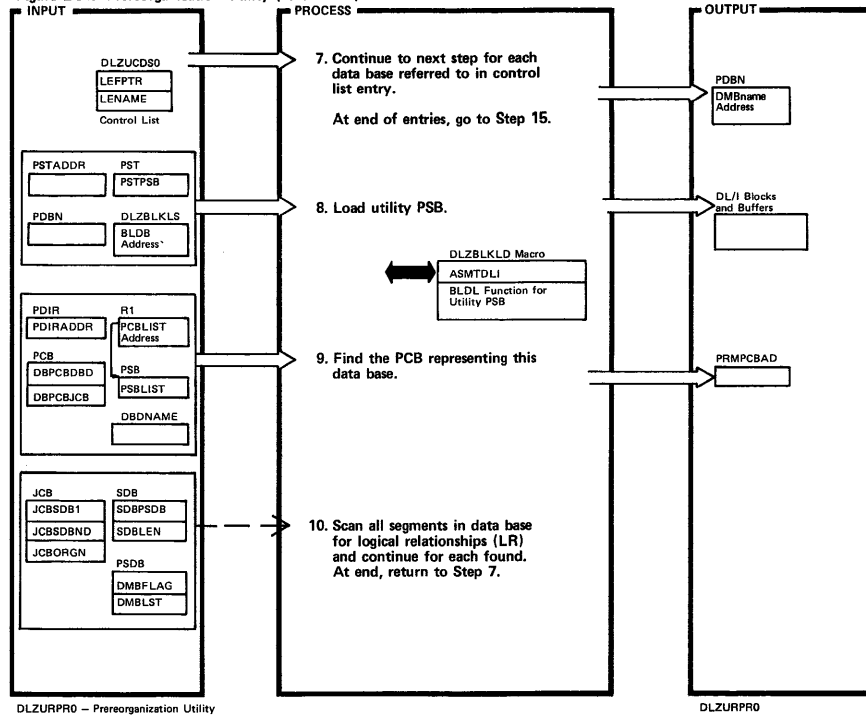 INPUT
PROCESS
OUTPUT
DLZUCDS0
LEFPTR
LENAME
Control List
7. Continue to next step for each
data base referred to in control
list entry.
At end of entries, go to Step 15.
PDBN
DMBname
Address
PSTADDR
PST
PSTPSB
PDBN
DLZBLKLS
BLDB
Address
8. Load utility PSB.
DL/I Blocks
and Buffers
DLZBLKLD Macro
ASMTDLI
BLDL Function for
Utility PSB
PDIR
R1
PDIRADDR
PCBLIST
Address
PCB
PSB
DBPCBDBD
PSBLIST
DBPCBJCB
DBDNAME
9. Find the PCB representing this
data base.
PRMPCBAD
JCB
SDB
JCBSDB1
SDBPSDB
JCBSDBND
SDBLEN
JCBORGN
PSDB
DMBFLAG
DMBLST
10. Scan all segments in data base
for logical relationships (LR)
and continue for each found.
At end, return to Step 7.
DLZURPR0 – Prereorganization Utility
DLZURPR0